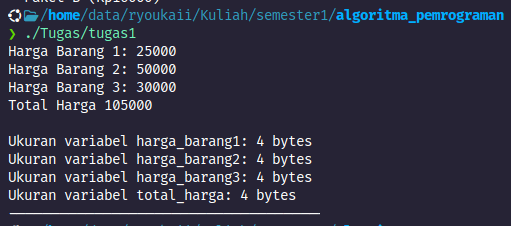 /home/data/ryoukaii/Kuliah/semester1/algoritma_pemrograman
❯ ./Tugas/tugas1
Harga Barang 1: 25000
Harga Barang 2: 50000
Harga Barang 3: 30000
Total Harga 105000
Ukuran variabel harga_barang1: 4 bytes
Ukuran variabel harga_barang2: 4 bytes
Ukuran variabel harga_barang3: 4 bytes
Ukuran variabel total_harga: 4 bytes
-----------------------------------